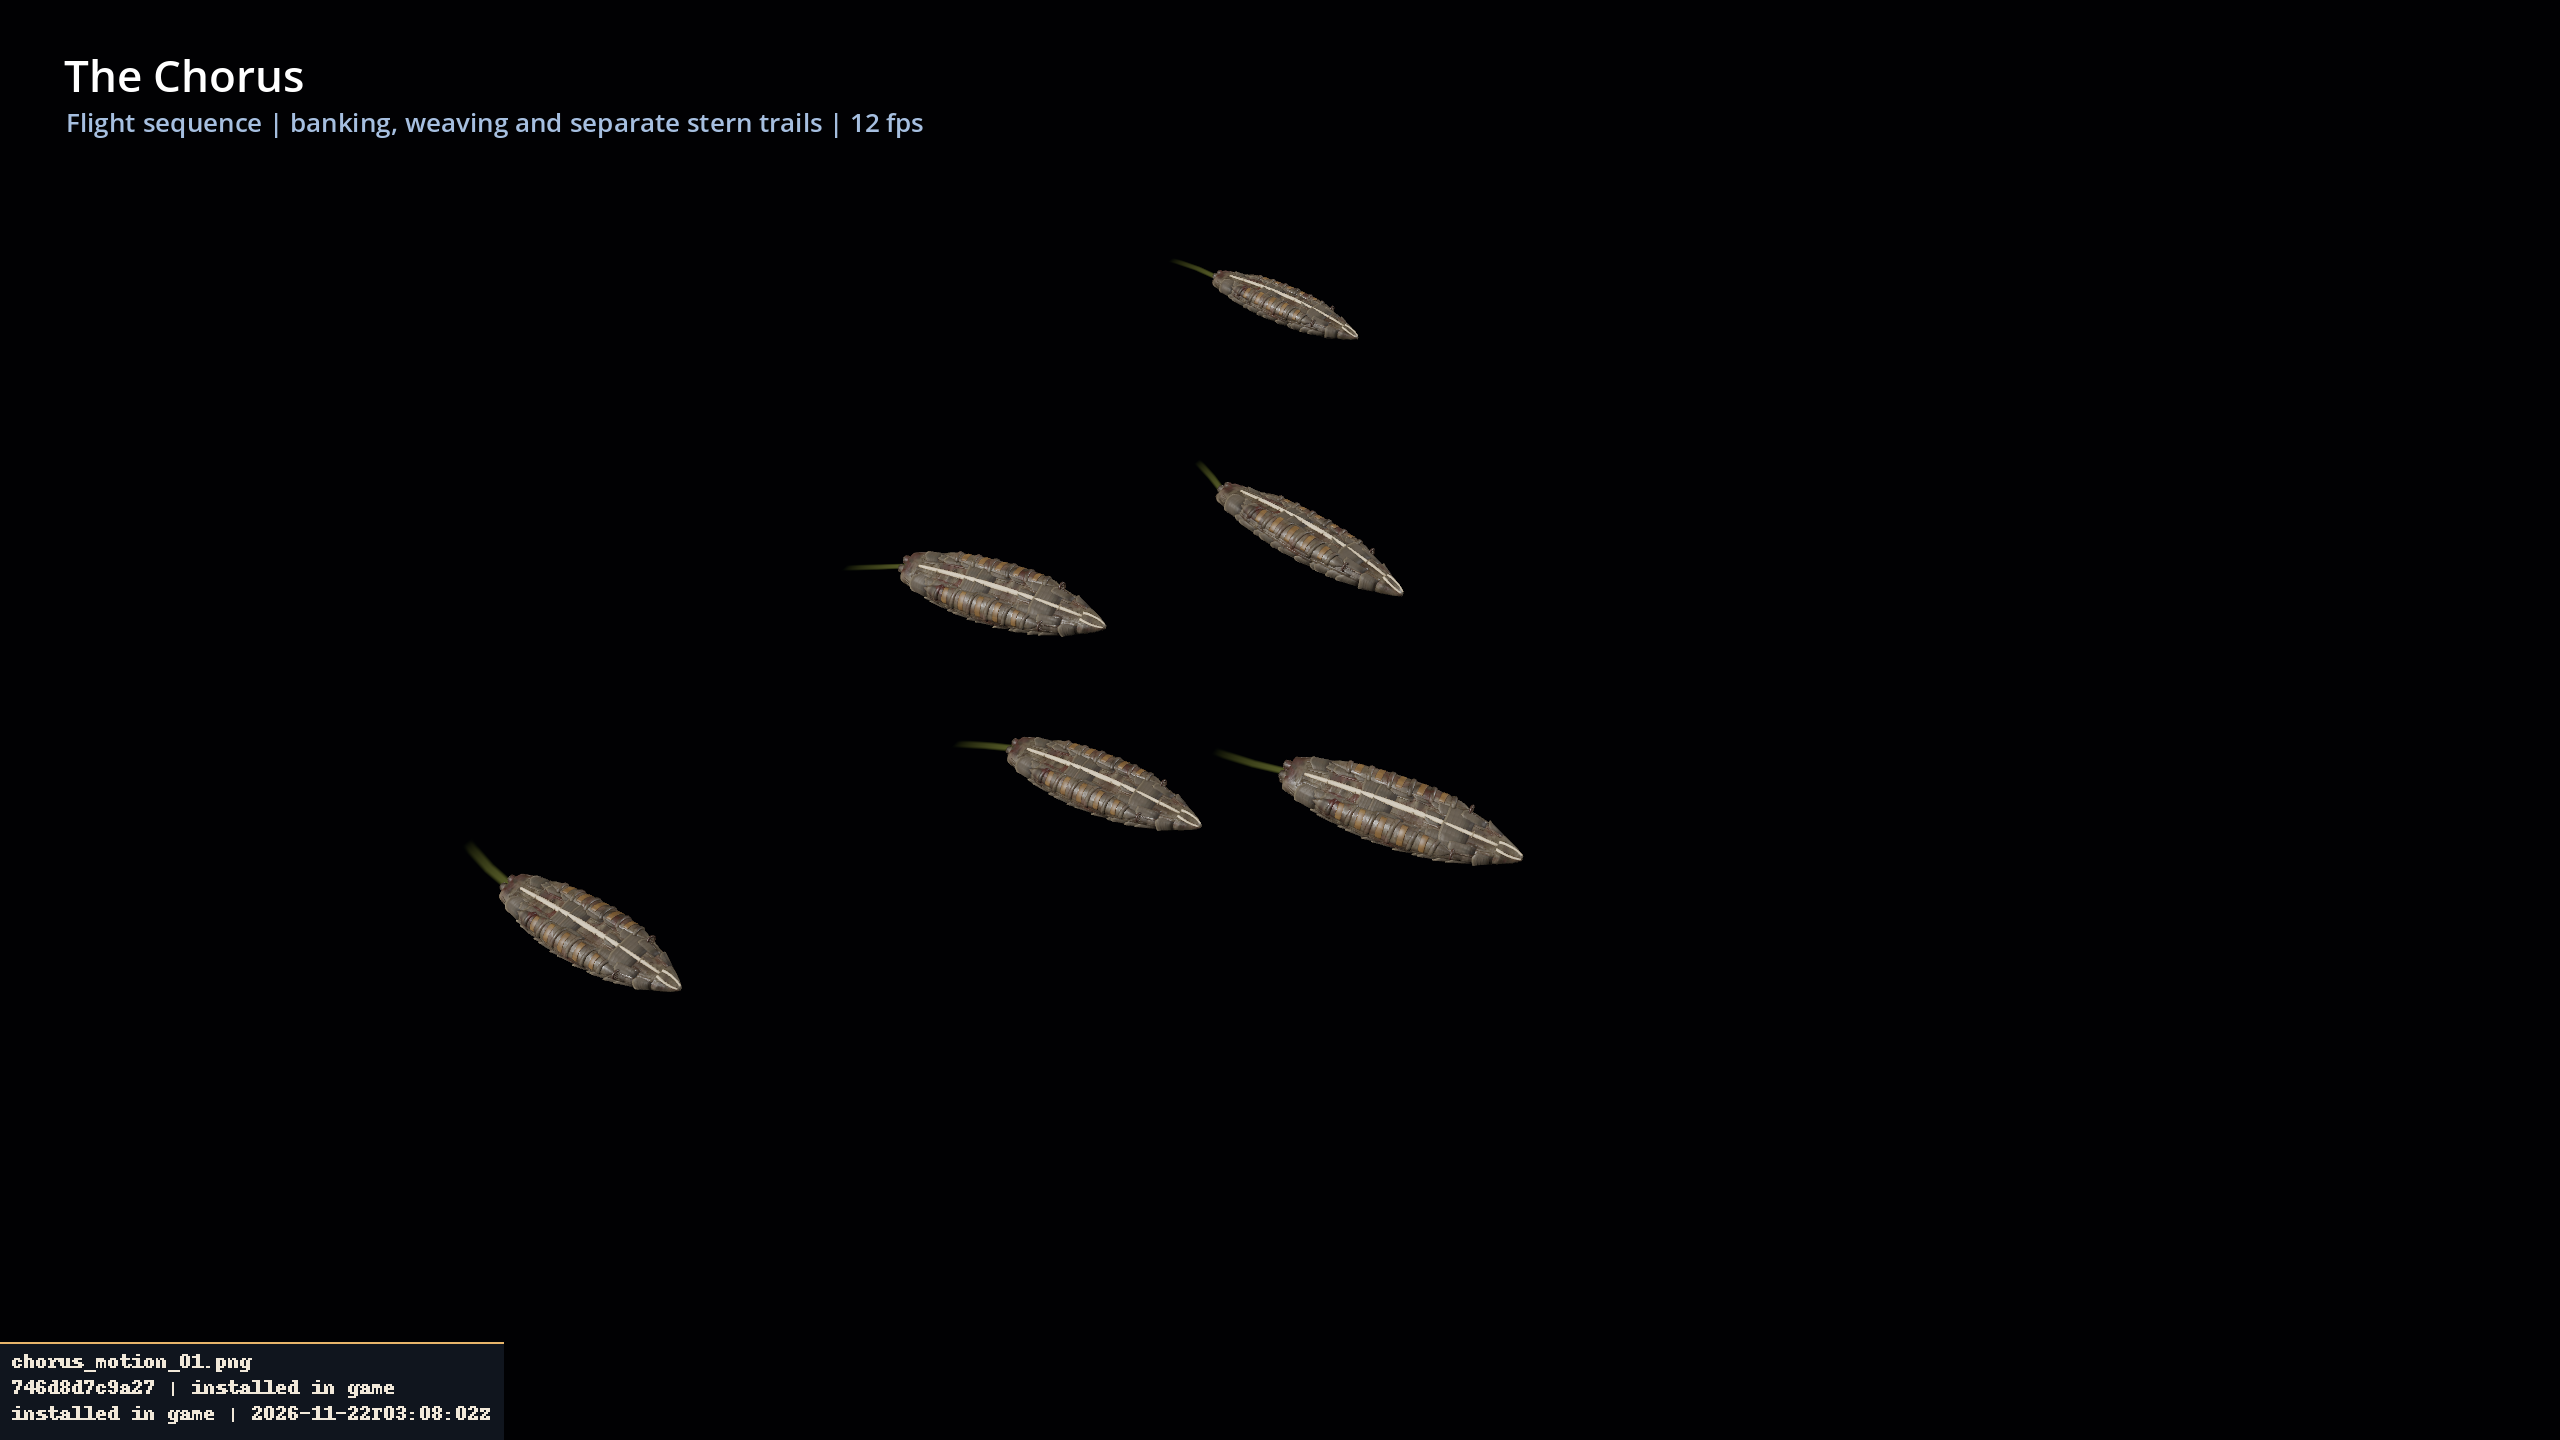 The Chorus
Flight sequence | banking, weaving and separate stern trails | 12 fps
chorus_motion_01.png
746d8d7c9a27 | installed in game
installed in game | 2026-11-22T03:08:02Z